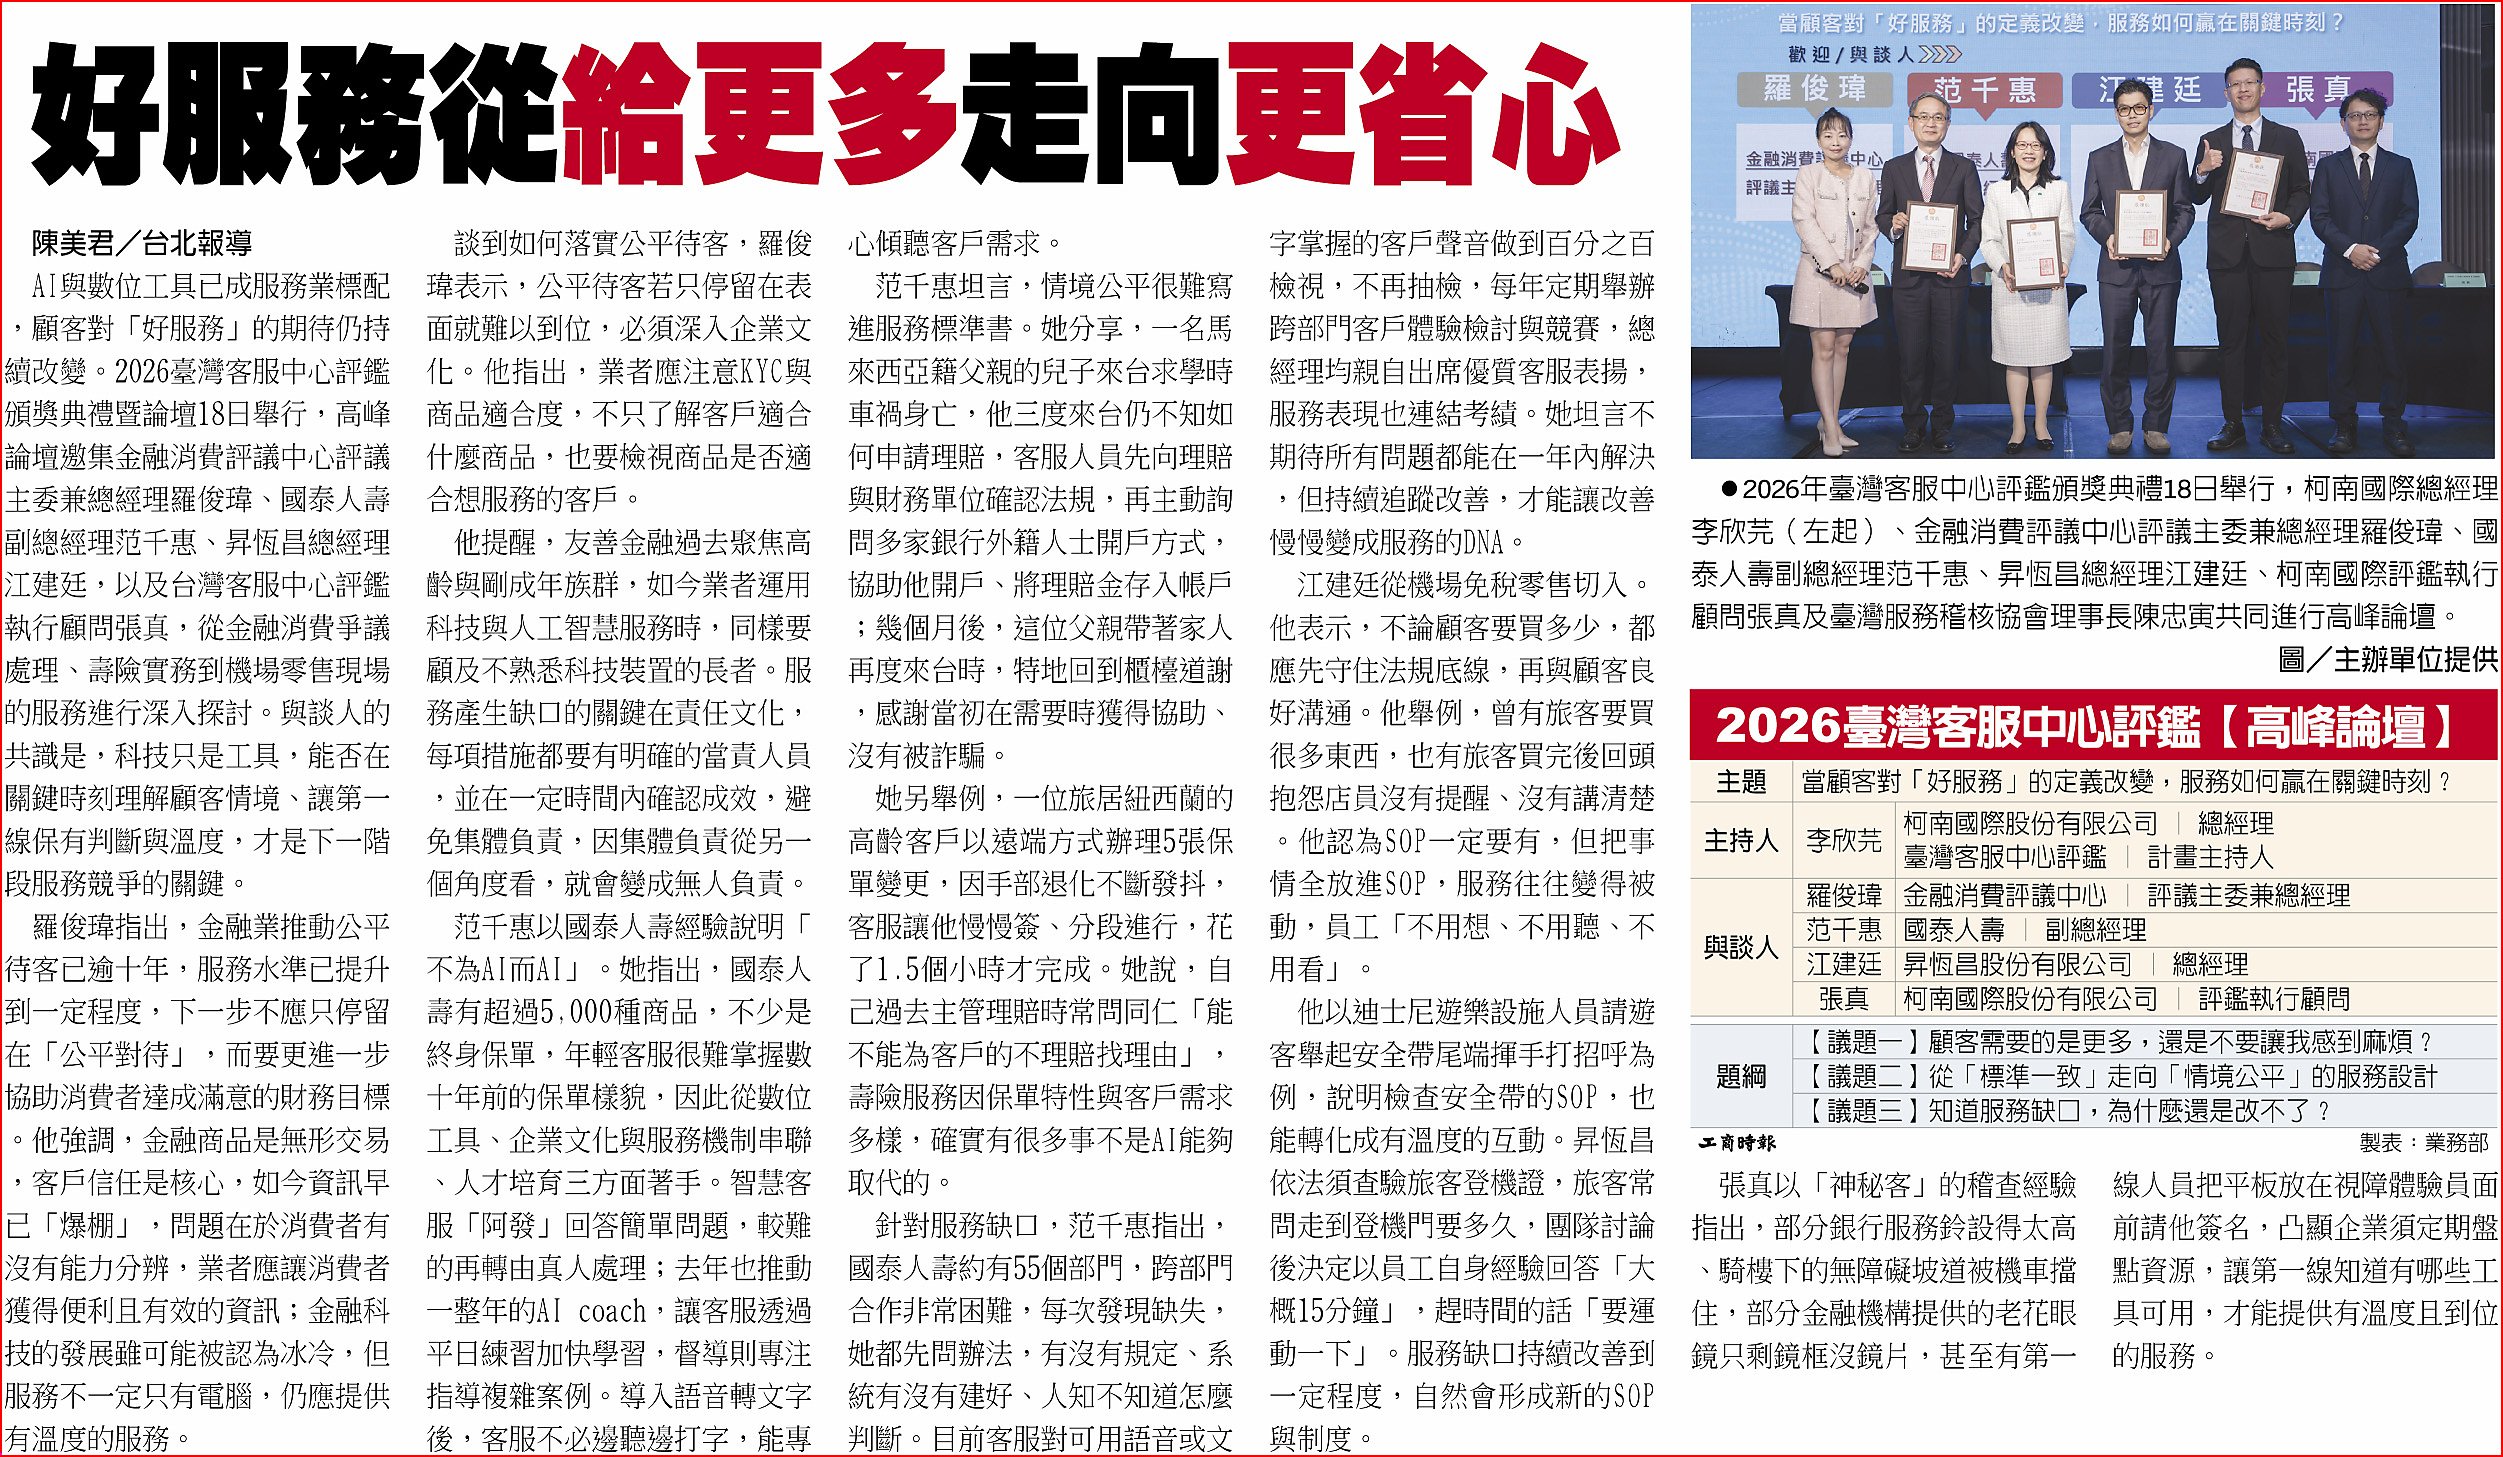 好服務從給更多走向更省心
陳美君／台北報導
AI與數位工具已成服務業標配
，顧客對「好服務」的期待仍持
續改變。2026臺灣客服中心評鑑
頒獎典禮暨論壇18日舉行，高峰
論壇邀集金融消費評議中心評議
主委兼總經理羅俊瑋、國泰人壽
副總經理范千惠、昇恆昌總經理
江建廷，以及台灣客服中心評鑑
執行顧問張真，從金融消費爭議
處理、壽險實務到機場零售現場
的服務進行深入探討。與談人的
共識是，科技只是工具，能否在
關鍵時刻理解顧客情境、讓第一
線保有判斷與溫度，才是下一階
段服務競爭的關鍵。
羅俊瑋指出，金融業推動公平
待客已逾十年，服務水準已提升
到一定程度，下一步不應只停留
在「公平對待」，而要更進一步
協助消費者達成滿意的財務目標
。他強調，金融商品是無形交易
，客戶信任是核心，如今資訊早
已「爆棚」，問題在於消費者有
沒有能力分辨，業者應讓消費者
獲得便利且有效的資訊；金融科
技的發展雖可能被認為冰冷，但
服務不一定只有電腦，仍應提供
有溫度的服務。
談到如何落實公平待客，羅俊
瑋表示，公平待客若只停留在表
面就難以到位，必須深入企業文
化。他指出，業者應注意KYC與
商品適合度，不只了解客戶適合
什麼商品，也要檢視商品是否適
合想服務的客戶。
他提醒，友善金融過去聚焦高
齡與剛成年族群，如今業者運用
科技與人工智慧服務時，同樣要
顧及不熟悉科技裝置的長者。服
務產生缺口的關鍵在責任文化，
每項措施都要有明確的當責人員
，並在一定時間內確認成效，避
免集體負責，因集體負責從另一
個角度看，就會變成無人負責。
范千惠以國泰人壽經驗說明「
不為AI而AI」。她指出，國泰人
壽有超過5,000種商品，不少是
終身保單，年輕客服很難掌握數
十年前的保單樣貌，因此從數位
工具、企業文化與服務機制串聯
、人才培育三方面著手。智慧客
服「阿發」回答簡單問題，較難
的再轉由真人處理；去年也推動
一整年的AI coach，讓客服透過
平日練習加快學習，督導則專注
指導複雜案例。導入語音轉文字
後，客服不必邊聽邊打字，能專
心傾聽客戶需求。
范千惠坦言，情境公平很難寫
進服務標準書。她分享，一名馬
來西亞籍父親的兒子來台求學時
車禍身亡，他三度來台仍不知如
何申請理賠，客服人員先向理賠
與財務單位確認法規，再主動詢
問多家銀行外籍人士開戶方式，
協助他開戶、將理賠金存入帳戶
；幾個月後，這位父親帶著家人
再度來台時，特地回到櫃檯道謝
，感謝當初在需要時獲得協助、
沒有被詐騙。
她另舉例，一位旅居紐西蘭的
高齡客戶以遠端方式辦理5張保
單變更，因手部退化不斷發抖，
客服讓他慢慢簽、分段進行，花
了1.5個小時才完成。她說，自
己過去主管理賠時常問同仁「能
不能為客戶的不理賠找理由」，
壽險服務因保單特性與客戶需求
多樣，確實有很多事不是AI能夠
取代的。
針對服務缺口，范千惠指出，
國泰人壽約有55個部門，跨部門
合作非常困難，每次發現缺失，
她都先問辦法，有沒有規定、系
統有沒有建好、人知不知道怎麼
判斷。目前客服對可用語音或文
字掌握的客戶聲音做到百分之百
檢視，不再抽檢，每年定期舉辦
跨部門客戶體驗檢討與競賽，總
經理均親自出席優質客服表揚，
服務表現也連結考績。她坦言不
期待所有問題都能在一年內解決
，但持續追蹤改善，才能讓改善
慢慢變成服務的DNA。
江建廷從機場免稅零售切入。
他表示，不論顧客要買多少，都
應先守住法規底線，再與顧客良
好溝通。他舉例，曾有旅客要買
很多東西，也有旅客買完後回頭
抱怨店員沒有提醒、沒有講清楚
。他認為SOP一定要有，但把事
情全放進SOP，服務往往變得被
動，員工「不用想、不用聽、不
用看」。
他以迪士尼遊樂設施人員請遊
客舉起安全帶尾端揮手打招呼為
例，說明檢查安全帶的SOP，也
能轉化成有溫度的互動。昇恆昌
依法須查驗旅客登機證，旅客常
問走到登機門要多久，團隊討論
後決定以員工自身經驗回答「大
概15分鐘」，趕時間的話「要運
動一下」。服務缺口持續改善到
一定程度，自然會形成新的SOP
與制度。
當顧客對「好服務」的定義改變，服務如何贏在關鍵時刻？
歡迎/與談人
羅俊瑋 范千惠 江建廷 張真
●2026年臺灣客服中心評鑑頒獎典禮18日舉行，柯南國際總經理
李欣芫（左起）、金融消費評議中心評議主委兼總經理羅俊瑋、國
泰人壽副總經理范千惠、昇恆昌總經理江建廷、柯南國際評鑑執行
顧問張真及臺灣服務稽核協會理事長陳忠寅共同進行高峰論壇。
圖／主辦單位提供
2026臺灣客服中心評鑑【高峰論壇】
主題 當顧客對「好服務」的定義改變，服務如何贏在關鍵時刻？
主持人 李欣芫 柯南國際股份有限公司｜總經理
臺灣客服中心評鑑｜計畫主持人
與談人 羅俊瑋 金融消費評議中心｜評議主委兼總經理
范千惠 國泰人壽｜副總經理
江建廷 昇恆昌股份有限公司｜總經理
張真 柯南國際股份有限公司｜評鑑執行顧問
題綱 【議題一】顧客需要的是更多，還是不要讓我感到麻煩？
【議題二】從「標準一致」走向「情境公平」的服務設計
【議題三】知道服務缺口，為什麼還是改不了？
工商時報 製表：業務部
張真以「神秘客」的稽查經驗
指出，部分銀行服務鈴設得太高
、騎樓下的無障礙坡道被機車擋
住，部分金融機構提供的老花眼
鏡只剩鏡框沒鏡片，甚至有第一
線人員把平板放在視障體驗員面
前請他簽名，凸顯企業須定期盤
點資源，讓第一線知道有哪些工
具可用，才能提供有溫度且到位
的服務。